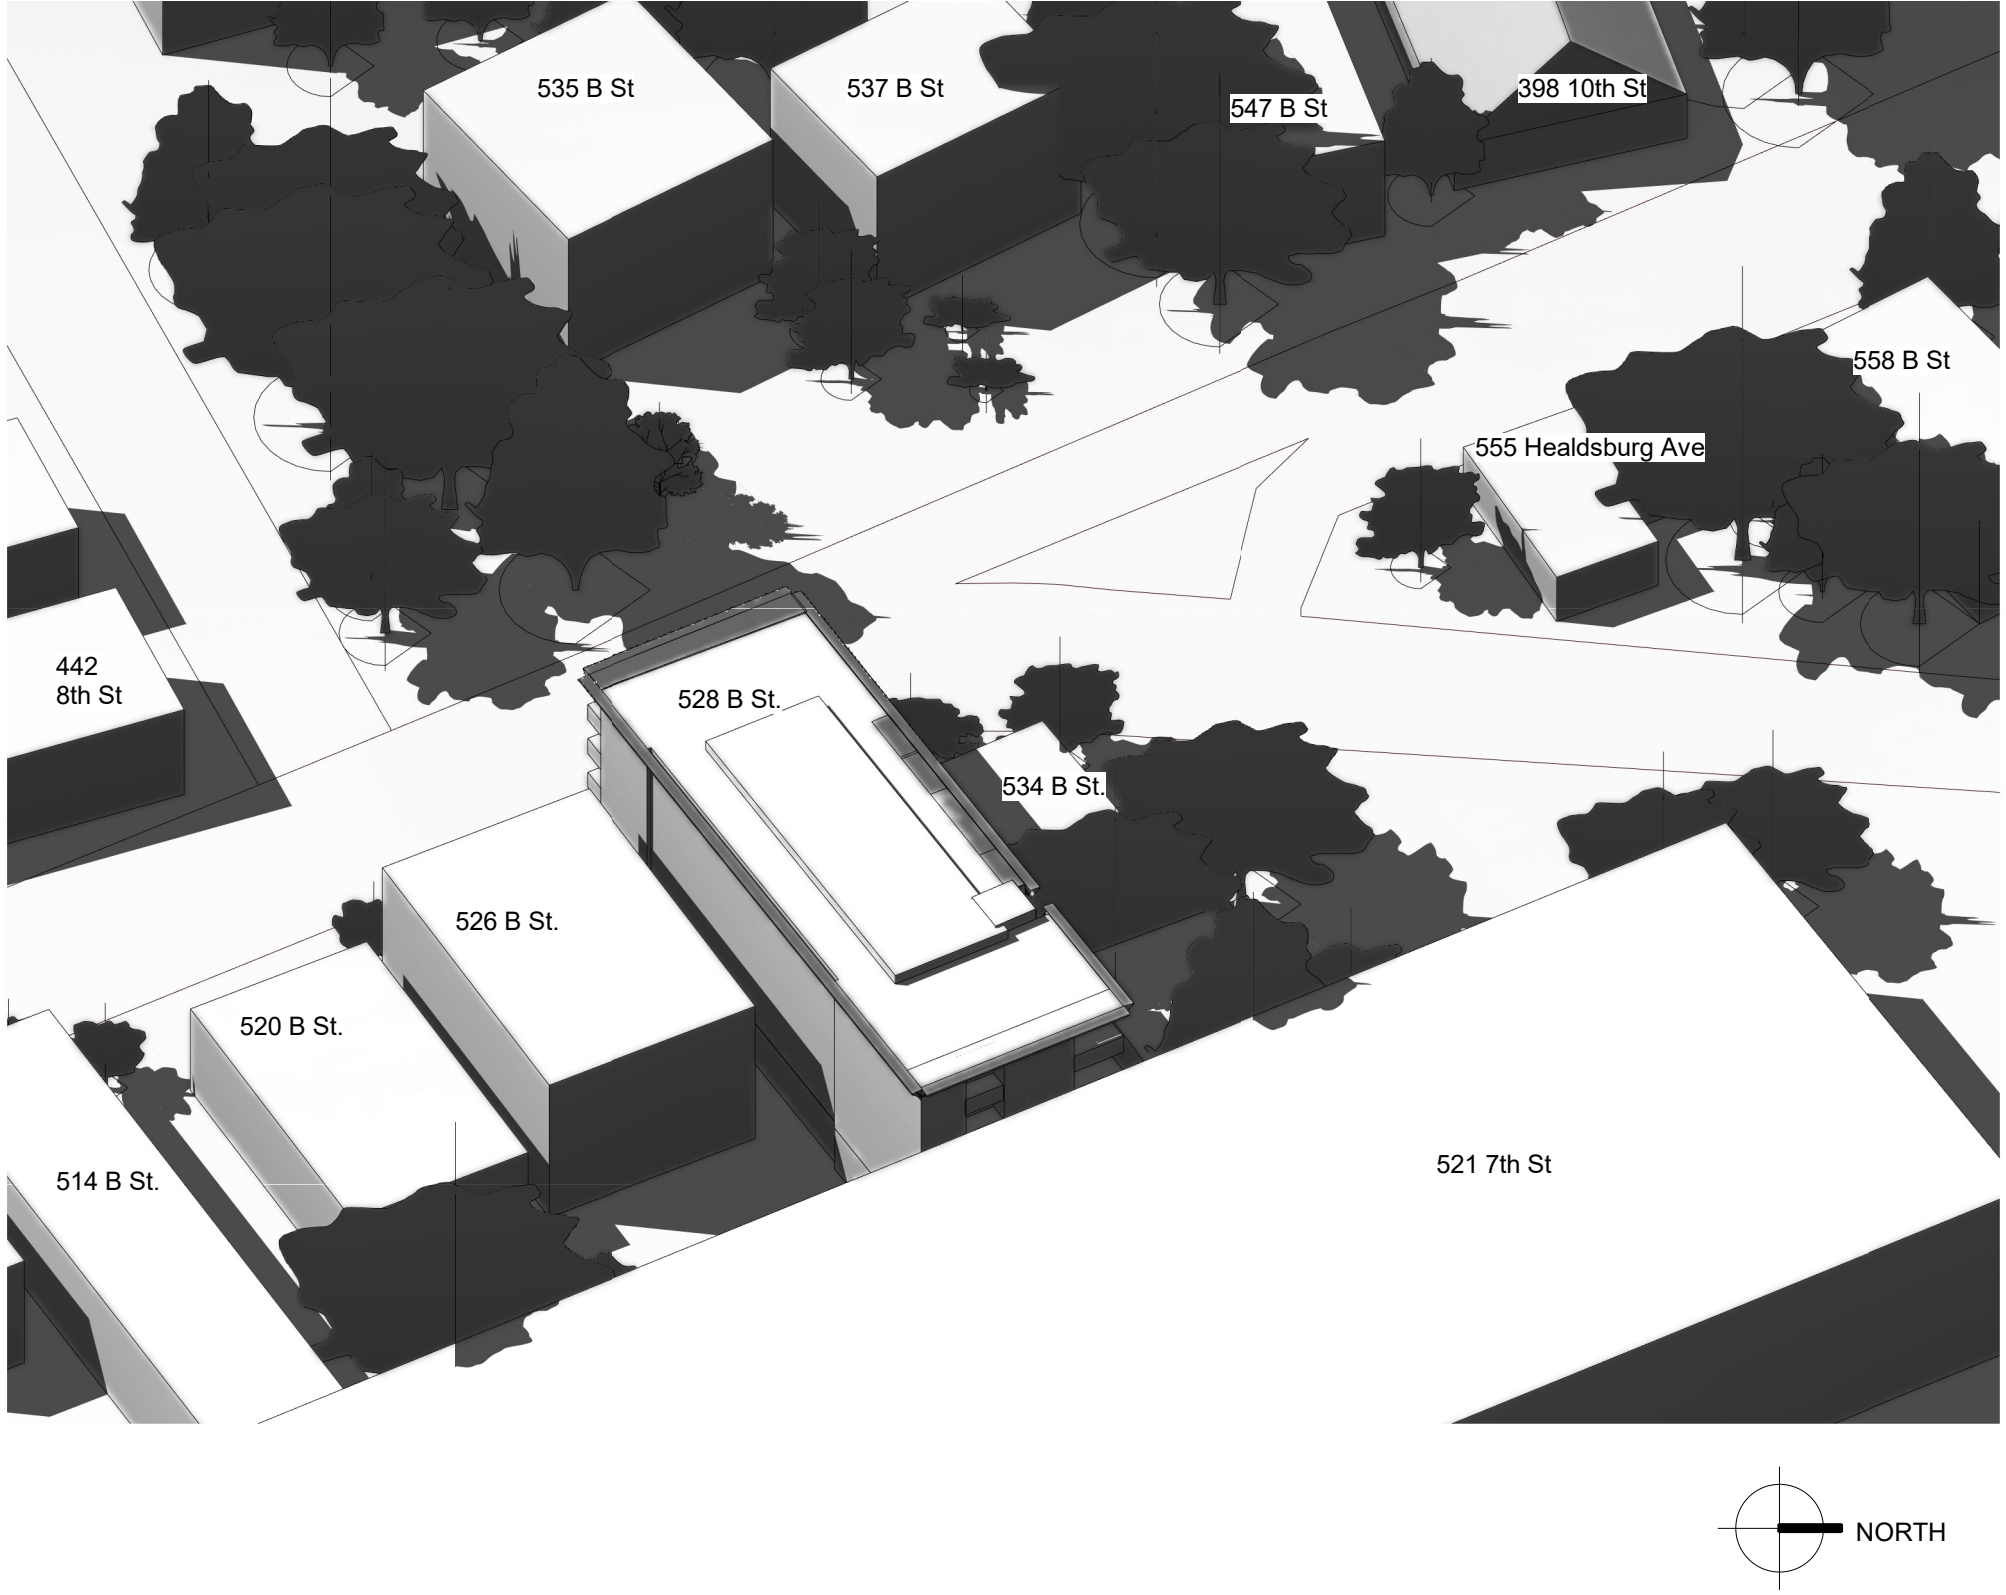 535 B St
537 B St
547 B St
398 10th St
558 B St
555 Healdsburg Ave
442
8th St
528 B St.
534 B St.
526 B St.
520 B St.
514 B St.
521 7th St
NORTH